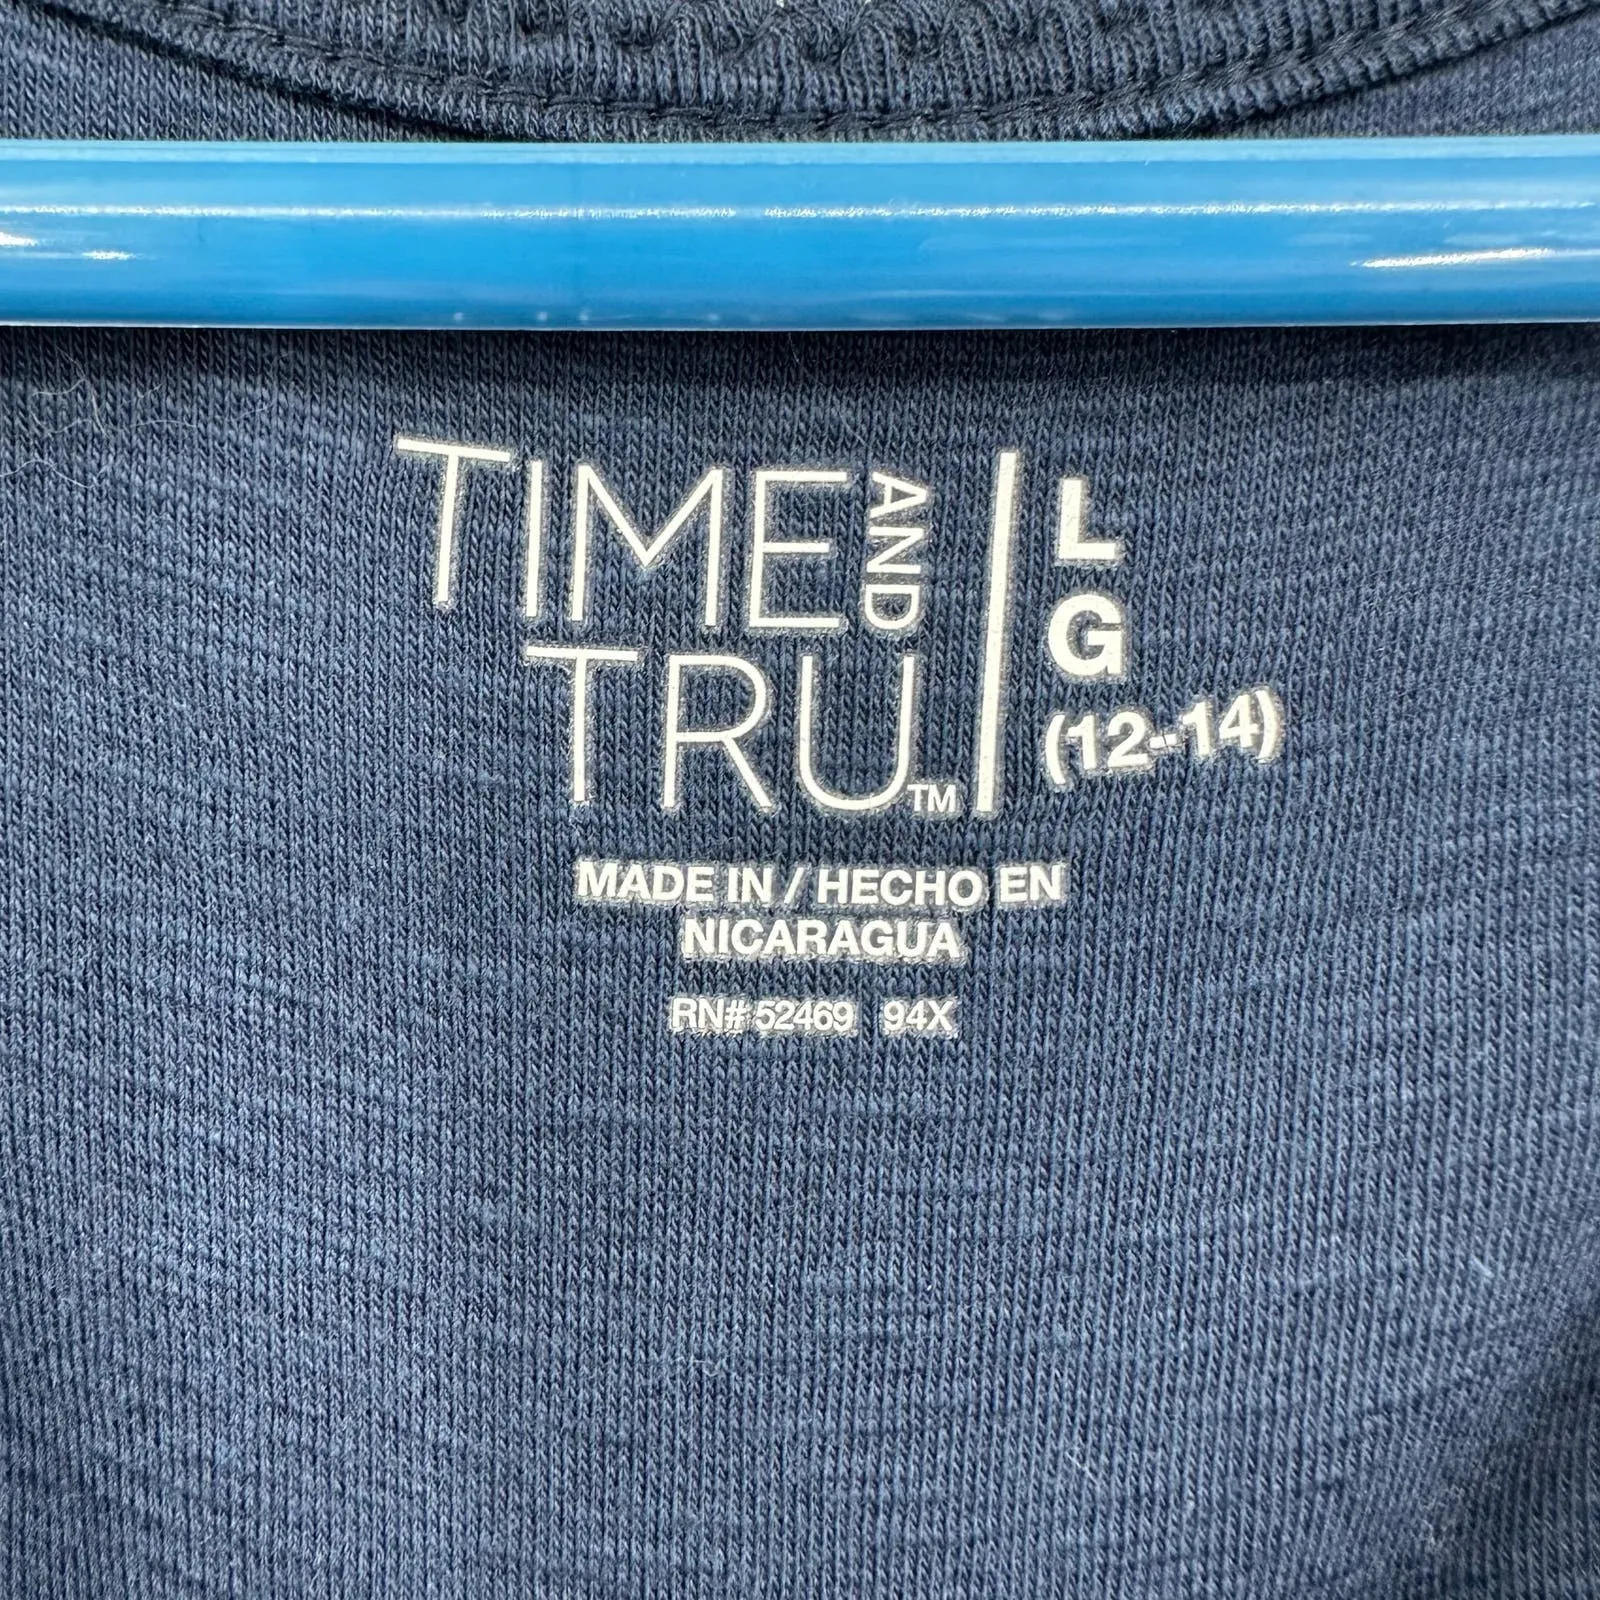 TIME AND
TRU™
L
G
(12-14)
MADE IN / HECHO EN
NICARAGUA
RN# 52469 94X